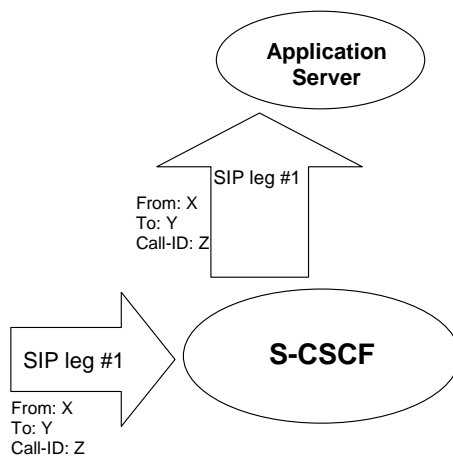 Application
Server
SIP leg #1
From: X
To: Y
Call-ID: Z
SIP leg #1
S-CSCF
From: X
To: Y
Call-ID: Z